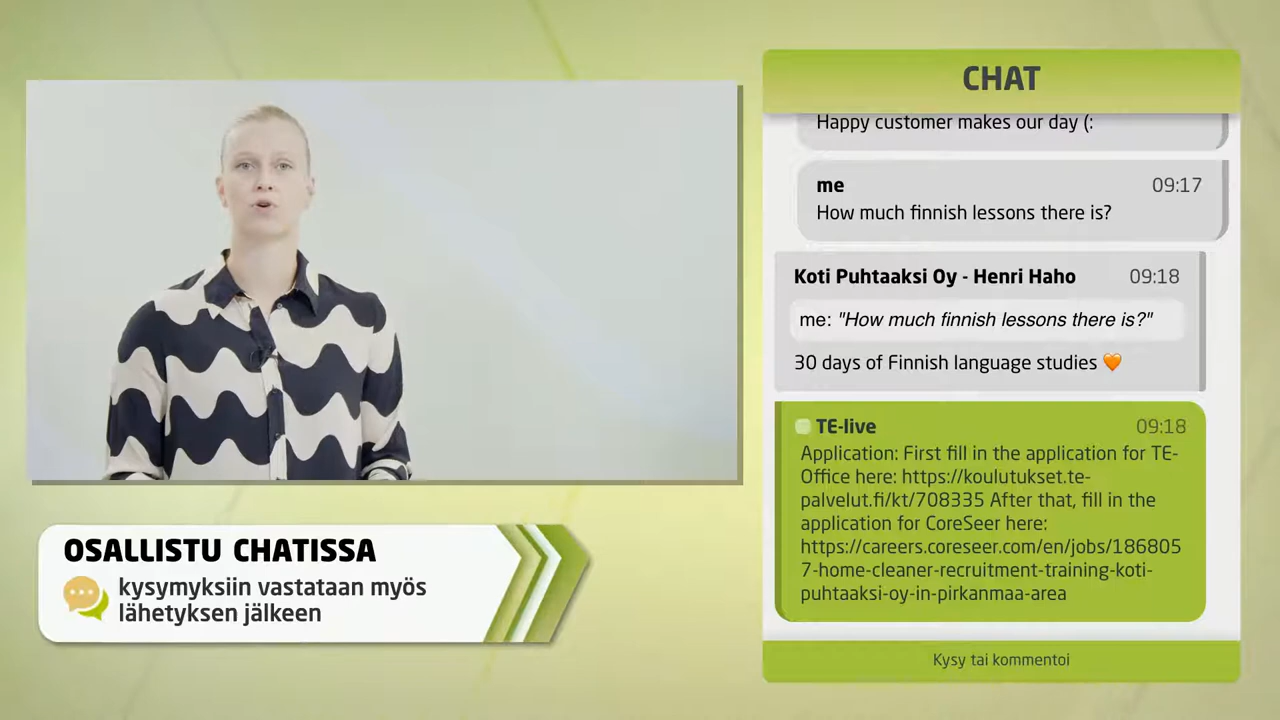 CHAT
Happy customer makes our day (:
me 09:17
How much finnish lessons there is?
Koti Puhtaaksi Oy - Henri Haho 09:18
me: "How much finnish lessons there is?"
30 days of Finnish language studies 🧡
TE-live 09:18
Application: First fill in the application for TE-
Office here: https://koulutukset.te-
palvelut.fi/kt/708335 After that, fill in the
application for CoreSeer here:
https://careers.coreseer.com/en/jobs/186805
7-home-cleaner-recruitment-training-koti-
puhtaaksi-oy-in-pirkanmaa-area
Kysy tai kommentoi
OSALLISTU CHATISSA
kysymyksiin vastataan myös
lähetyksen jälkeen